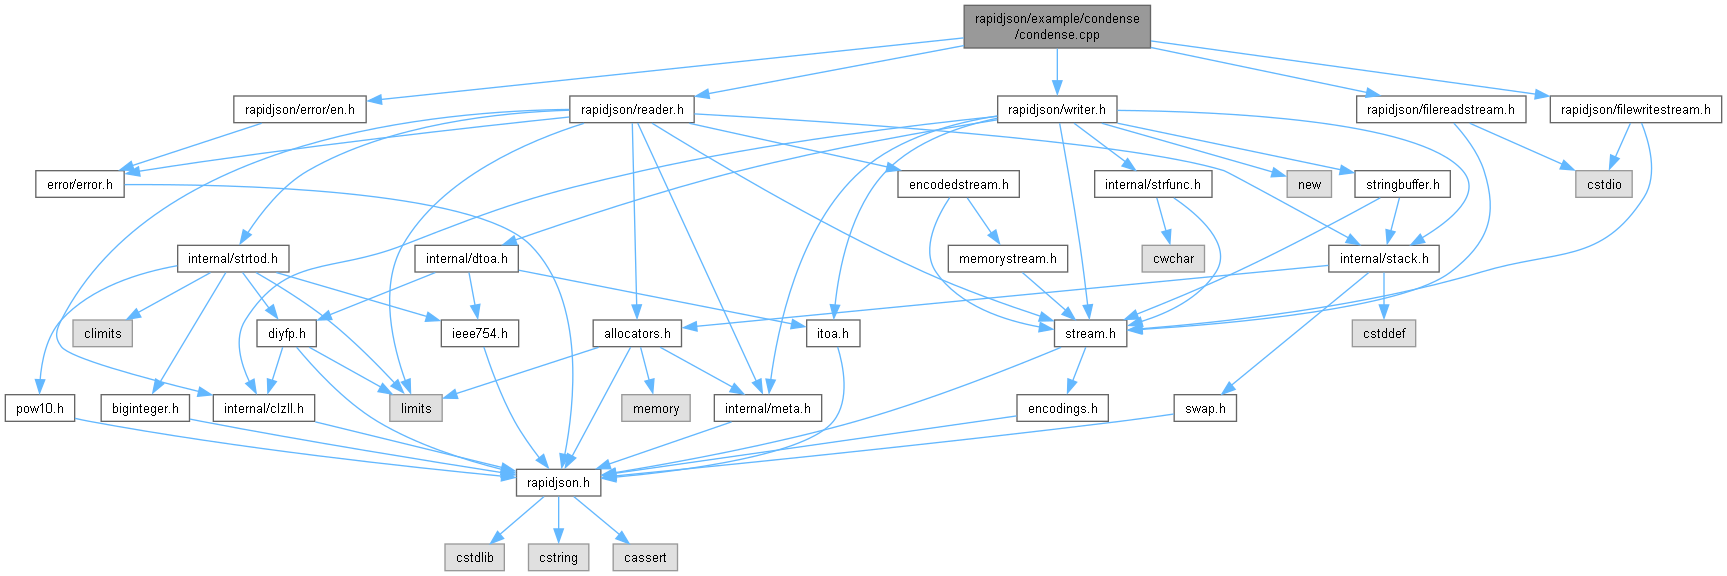 rapidjson/example/condense
/condense.cpp
rapidjson/error/en.h
rapidjson/reader.h
rapidjson/writer.h
rapidjson/filereadstream.h
rapidjson/filewritestream.h
error/error.h
encodedstream.h
internal/strfunc.h
new
stringbuffer.h
cstdio
internal/strtod.h
internal/dtoa.h
memorystream.h
cwchar
internal/stack.h
climits
diyfp.h
ieee754.h
allocators.h
itoa.h
stream.h
cstddef
pow10.h
biginteger.h
internal/clzll.h
limits
memory
internal/meta.h
encodings.h
swap.h
rapidjson.h
cstdlib
cstring
cassert